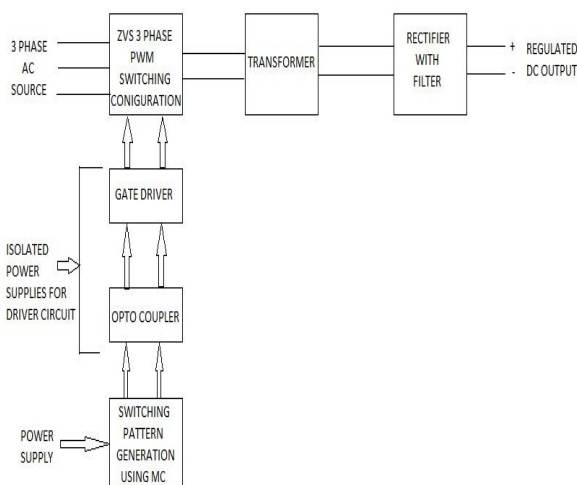 3 PHASE
AC
SOURCE
ZVS 3 PHASE
PWM
SWITCHING
CONIGURATION
TRANSFORMER
RECTIFIER
WITH
FILTER
+ REGULATED
- DC OUTPUT
GATE DRIVER
ISOLATED
POWER
SUPPLIES FOR
DRIVER CIRCUIT
OPTO COUPLER
POWER
SUPPLY
SWITCHING
PATTERN
GENERATION
USING MC